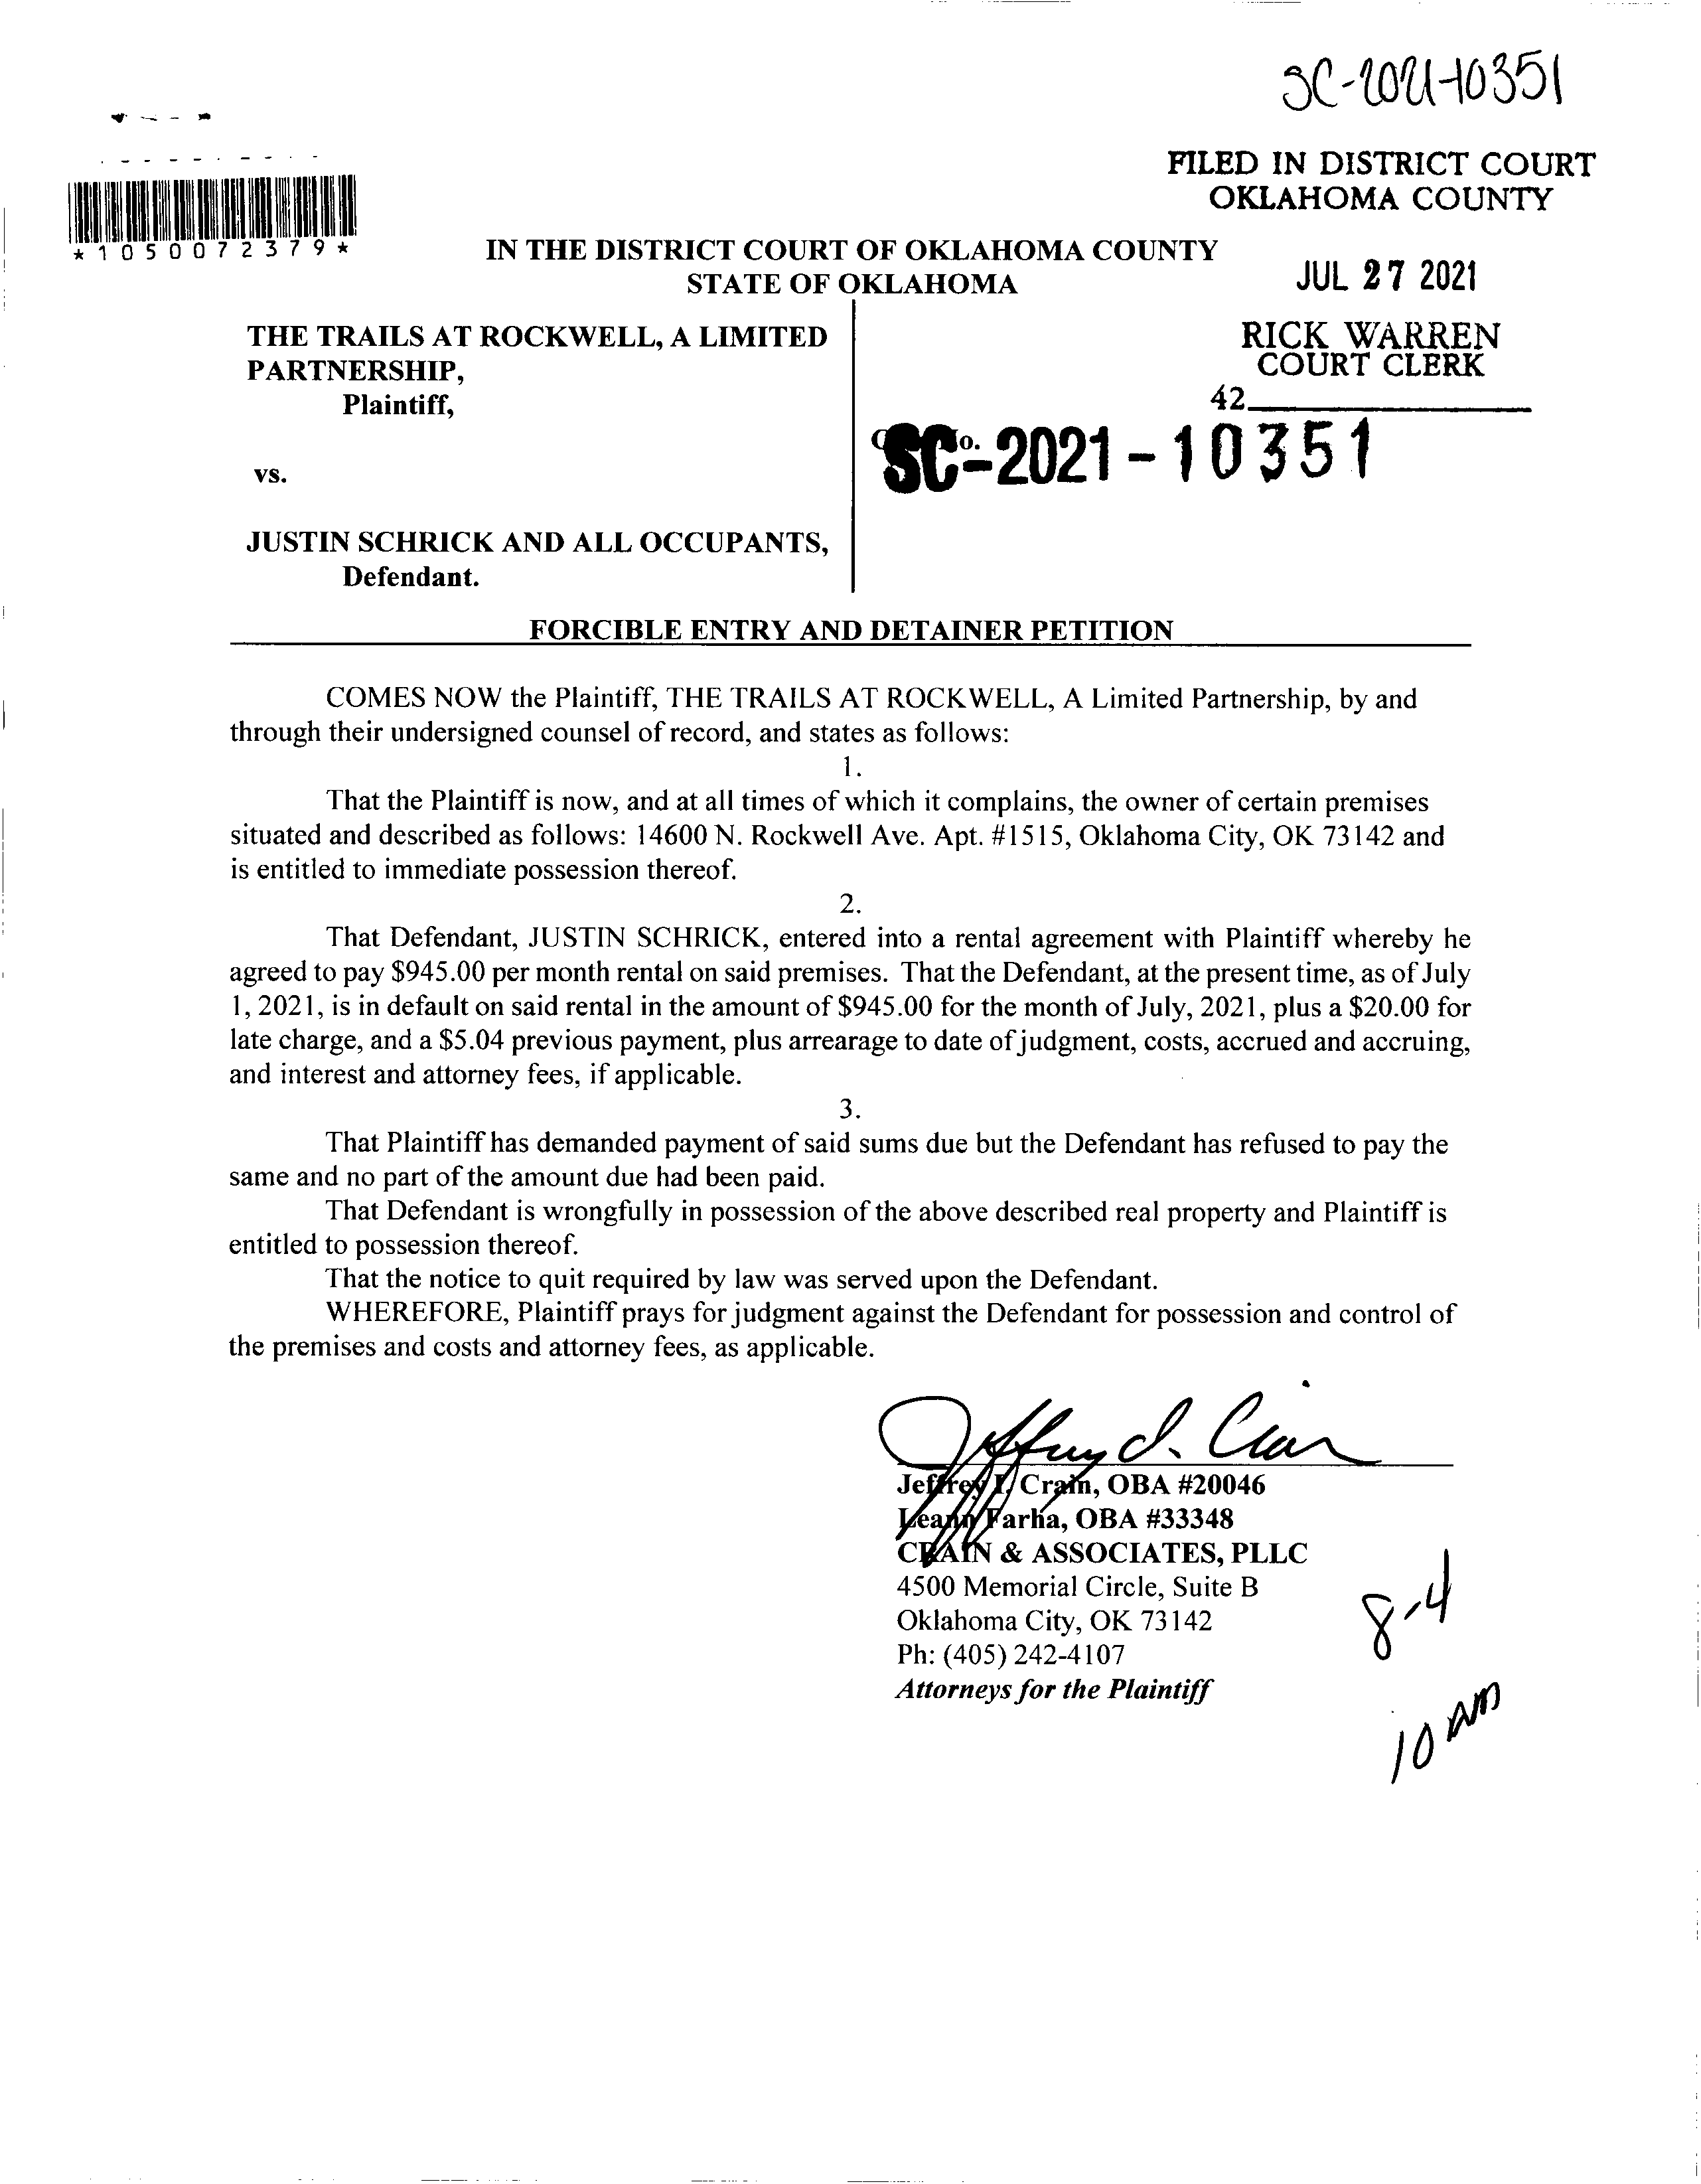 SC-2021-10351
FILED IN DISTRICT COURT
OKLAHOMA COUNTY
*1050072379*
IN THE DISTRICT COURT OF OKLAHOMA COUNTY
STATE OF OKLAHOMA
JUL 27 2021
THE TRAILS AT ROCKWELL, A LIMITED
PARTNERSHIP,
Plaintiff,
RICK WARREN
COURT CLERK
42
SC-2021-10351
vs.
JUSTIN SCHRICK AND ALL OCCUPANTS,
Defendant.
FORCIBLE ENTRY AND DETAINER PETITION
COMES NOW the Plaintiff, THE TRAILS AT ROCKWELL, A Limited Partnership, by and
through their undersigned counsel of record, and states as follows:
1.
That the Plaintiff is now, and at all times of which it complains, the owner of certain premises
situated and described as follows: 14600 N. Rockwell Ave. Apt. #1515, Oklahoma City, OK 73142 and
is entitled to immediate possession thereof.
2.
That Defendant, JUSTIN SCHRICK, entered into a rental agreement with Plaintiff whereby he
agreed to pay $945.00 per month rental on said premises. That the Defendant, at the present time, as of July
1, 2021, is in default on said rental in the amount of $945.00 for the month of July, 2021, plus a $20.00 for
late charge, and a $5.04 previous payment, plus arrearage to date of judgment, costs, accrued and accruing,
and interest and attorney fees, if applicable.
3.
That Plaintiff has demanded payment of said sums due but the Defendant has refused to pay the
same and no part of the amount due had been paid.
That Defendant is wrongfully in possession of the above described real property and Plaintiff is
entitled to possession thereof.
That the notice to quit required by law was served upon the Defendant.
WHEREFORE, Plaintiff prays for judgment against the Defendant for possession and control of
the premises and costs and attorney fees, as applicable.
Jeffrey I. Crain
Jeffrey I. Crain, OBA #20046
Leann Farha, OBA #33348
CRAIN & ASSOCIATES, PLLC
4500 Memorial Circle, Suite B
Oklahoma City, OK 73142
Ph: (405) 242-4107
Attorneys for the Plaintiff
8-4
10 AM